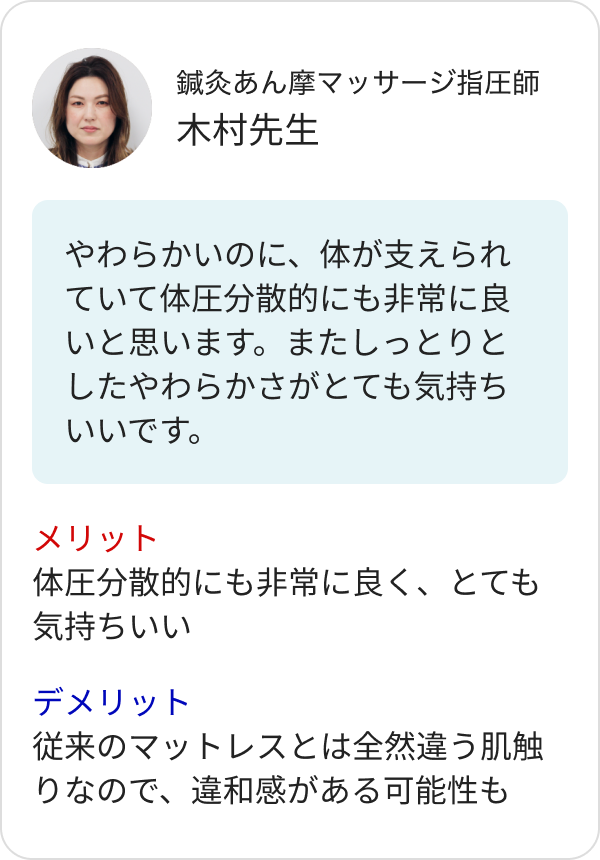 鍼灸あん摩マッサージ指圧師
木村先生
やわらかいのに、体が支えられ
ていて体圧分散的にも非常に良
いと思います。またしっとりと
したやわらかさがとても気持ち
いいです。
メリット
体圧分散的にも非常に良く、とても
気持ちいい
デメリット
従来のマットレスとは全然違う肌触
りなので、違和感がある可能性も